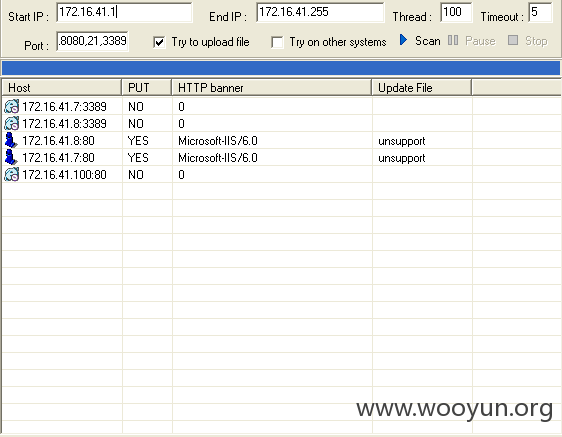 Start IP : 172.16.41.1 End IP : 172.16.41.255 Thread : 100 Timeout : 5
Port : .8080,21,3389 Try to upload file Try on other systems Scan Pause Stop
Host PUT HTTP banner Update File
172.16.41.7:3389 NO 0
172.16.41.8:3389 NO 0
172.16.41.8:80 YES Microsoft-IIS/6.0 unsupport
172.16.41.7:80 YES Microsoft-IIS/6.0 unsupport
172.16.41.100:80 NO 0
www.wooyun.org